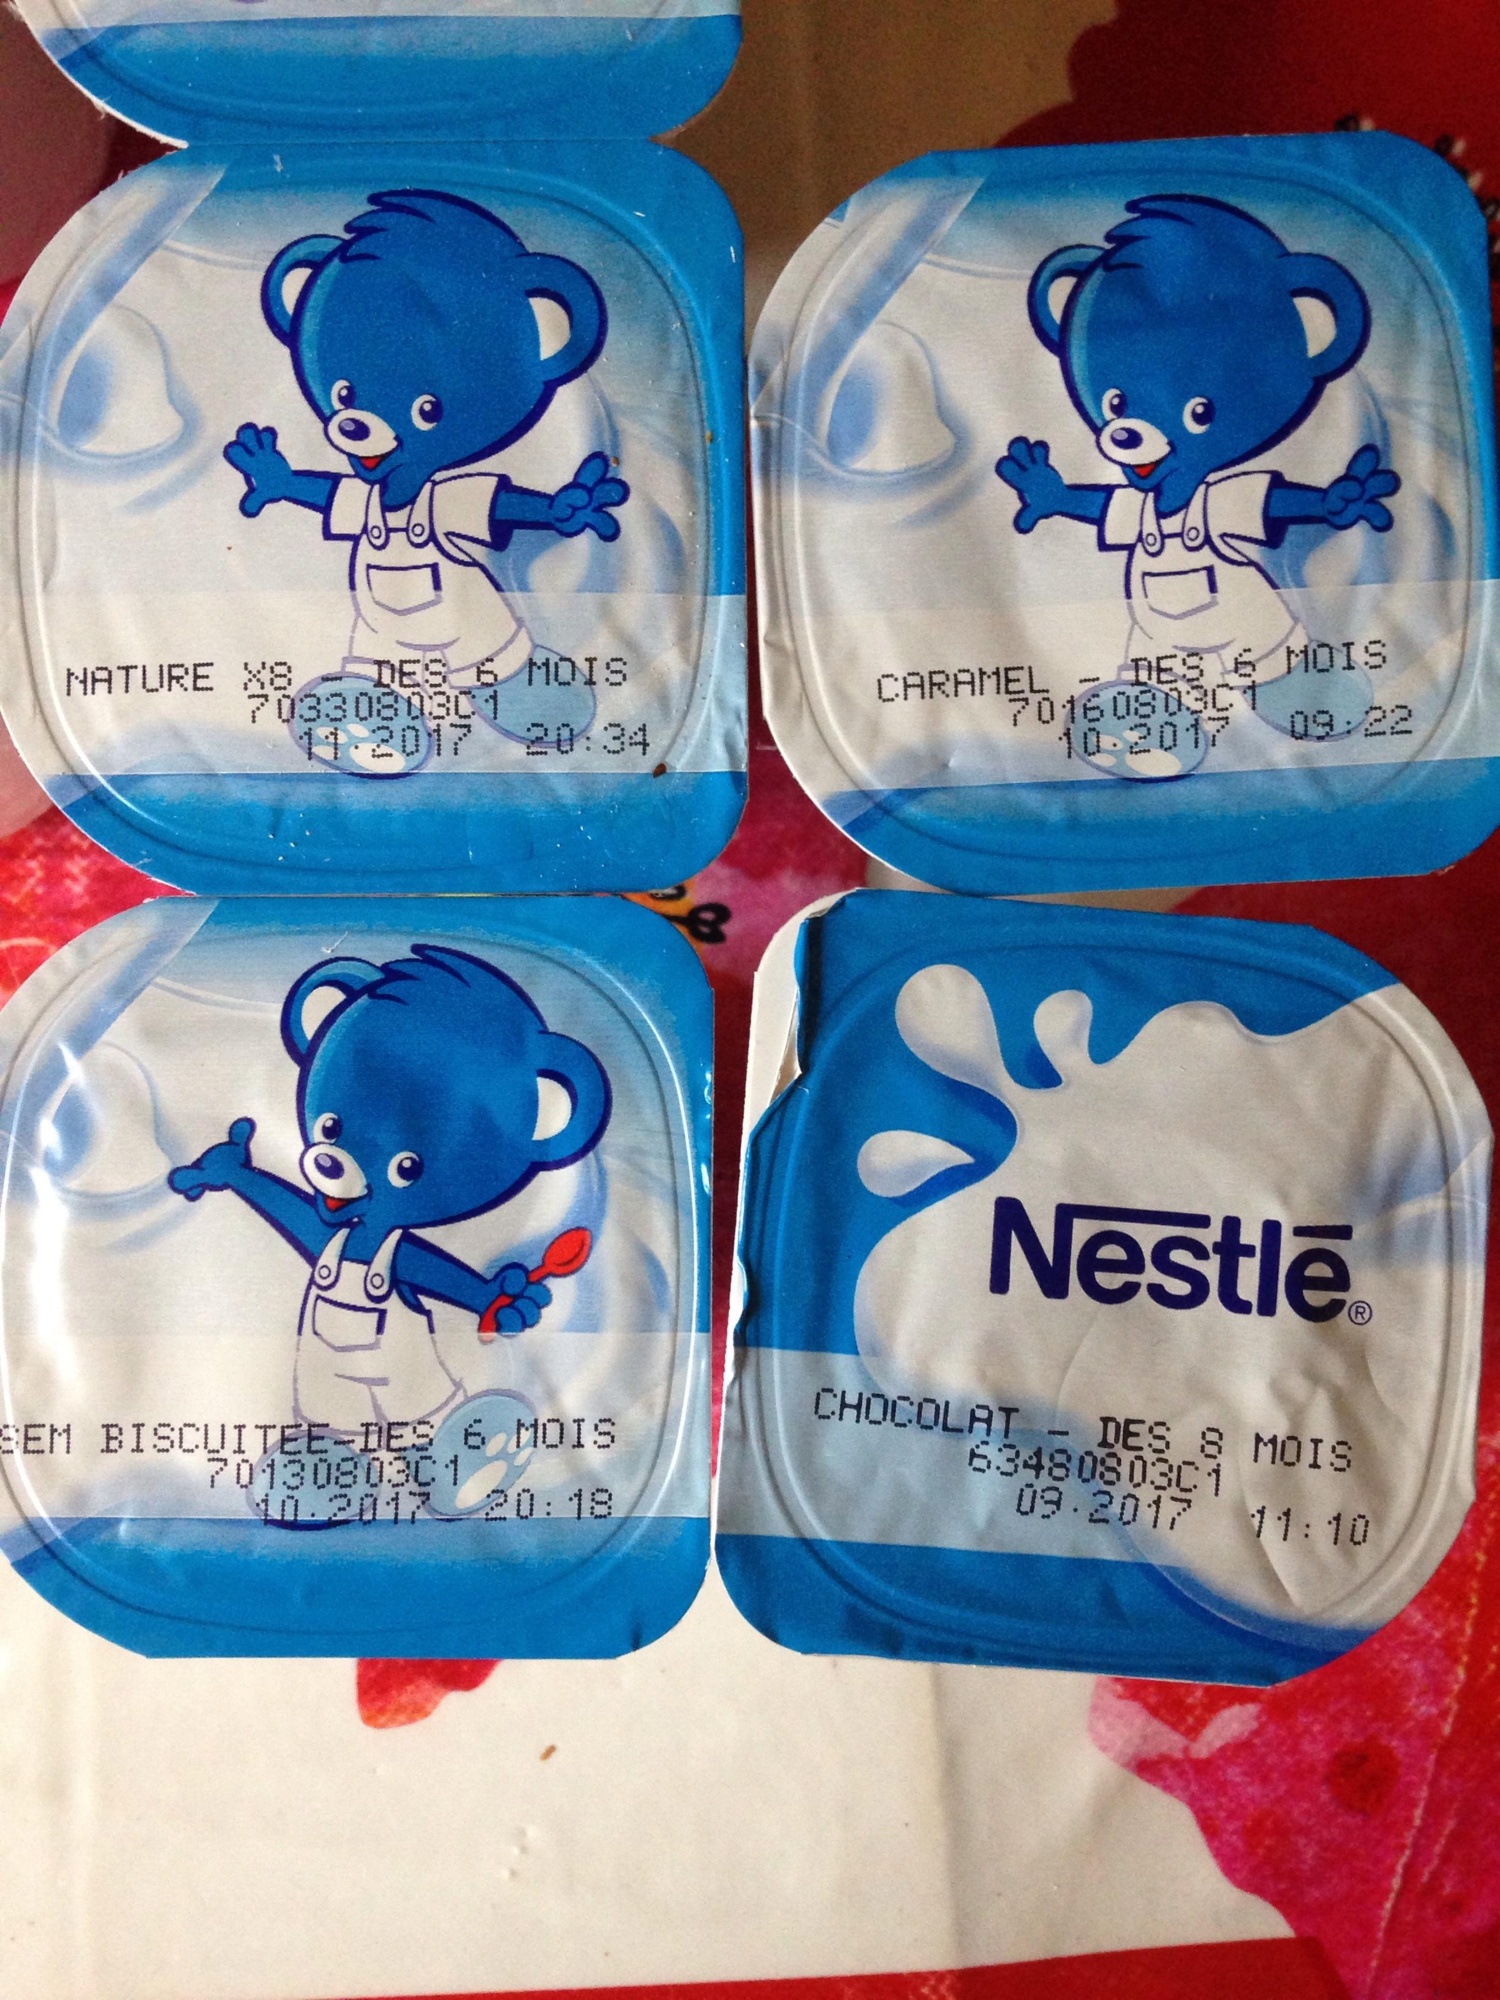 NATURE X8 - DES 6 MOIS
70330803C1
11.2017 20:34
CARAMEL - DES 6 MOIS
70160803C1
10.2017 09:22
SEM BISCUITEE-DES 6 MOIS
70130803C1
10.2017 20:18
Nestlé®
CHOCOLAT - DES 8 MOIS
63480803C1
09.2017 11:10